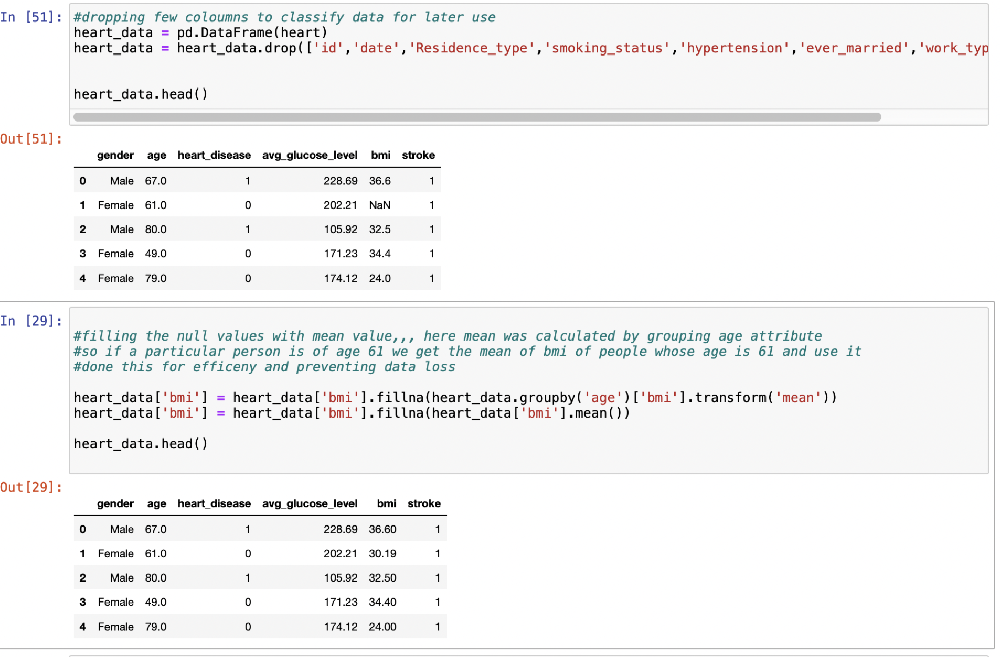 In [51]: #dropping few coloumns to classify data for later use
heart_data = pd.DataFrame(heart)
heart_data = heart_data.drop(['id','date','Residence_type','smoking_status','hypertension','ever_married','work_typ
heart_data.head()
Out[51]:
gender age heart_disease avg_glucose_level bmi stroke
0 Male 67.0 1 228.69 36.6 1
1 Female 61.0 0 202.21 NaN 1
2 Male 80.0 1 105.92 32.5 1
3 Female 49.0 0 171.23 34.4 1
4 Female 79.0 0 174.12 24.0 1
In [29]:
#filling the null values with mean value,,, here mean was calculated by grouping age attribute
#so if a particular person is of age 61 we get the mean of bmi of people whose age is 61 and use it
#done this for efficeny and preventing data loss
heart_data['bmi'] = heart_data['bmi'].fillna(heart_data.groupby('age')['bmi'].transform('mean'))
heart_data['bmi'] = heart_data['bmi'].fillna(heart_data['bmi'].mean())
heart_data.head()
Out[29]:
gender age heart_disease avg_glucose_level bmi stroke
0 Male 67.0 1 228.69 36.60 1
1 Female 61.0 0 202.21 30.19 1
2 Male 80.0 1 105.92 32.50 1
3 Female 49.0 0 171.23 34.40 1
4 Female 79.0 0 174.12 24.00 1